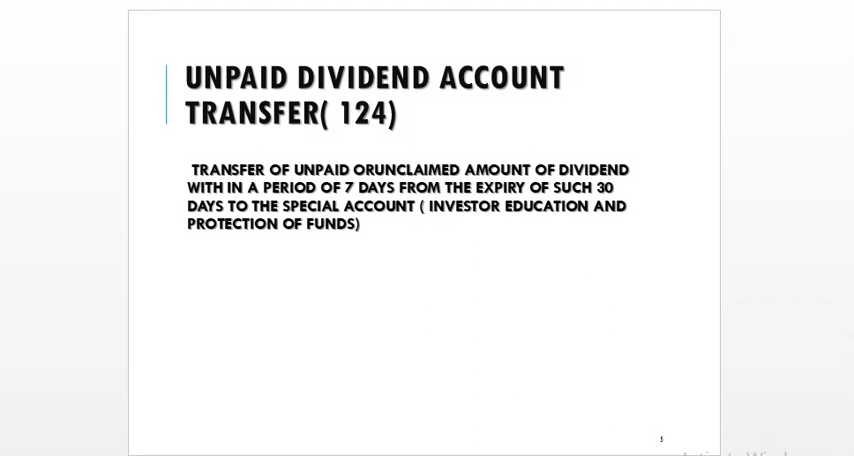 UNPAID DIVIDEND ACCOUNT
TRANSFER( 124)
TRANSFER OF UNPAID ORUNCLAIMED AMOUNT OF DIVIDEND
WITH IN A PERIOD OF 7 DAYS FROM THE EXPIRY OF SUCH 30
DAYS TO THE SPECIAL ACCOUNT ( INVESTOR EDUCATION AND
PROTECTION OF FUNDS)
5